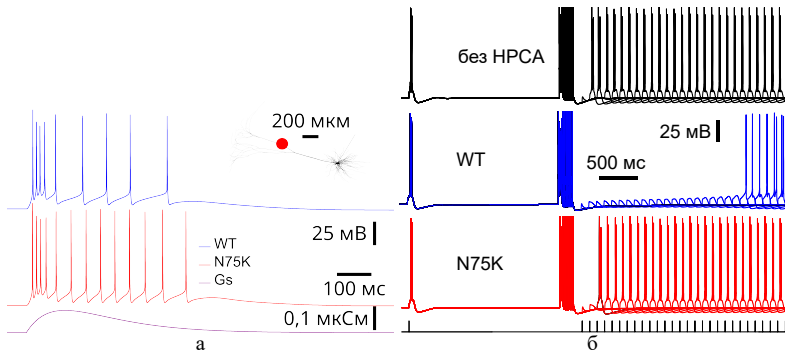 без HPCA
200 мкм
25 мВ
WT
500 мс
25 мВ
WT
N75K
Gs
100 мс
0,1 мкСм
N75K
а
б